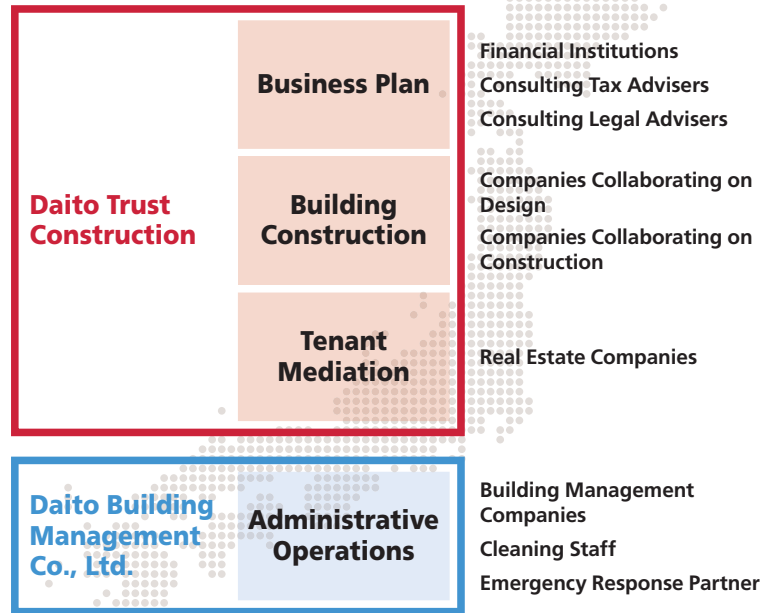 Daito Trust
Construction
Business Plan
Financial Institutions
Consulting Tax Advisers
Consulting Legal Advisers
Building
Construction
Companies Collaborating on
Design
Companies Collaborating on
Construction
Tenant
Mediation
Real Estate Companies
Daito Building
Management
Co., Ltd.
Administrative
Operations
Building Management
Companies
Cleaning Staff
Emergency Response Partner